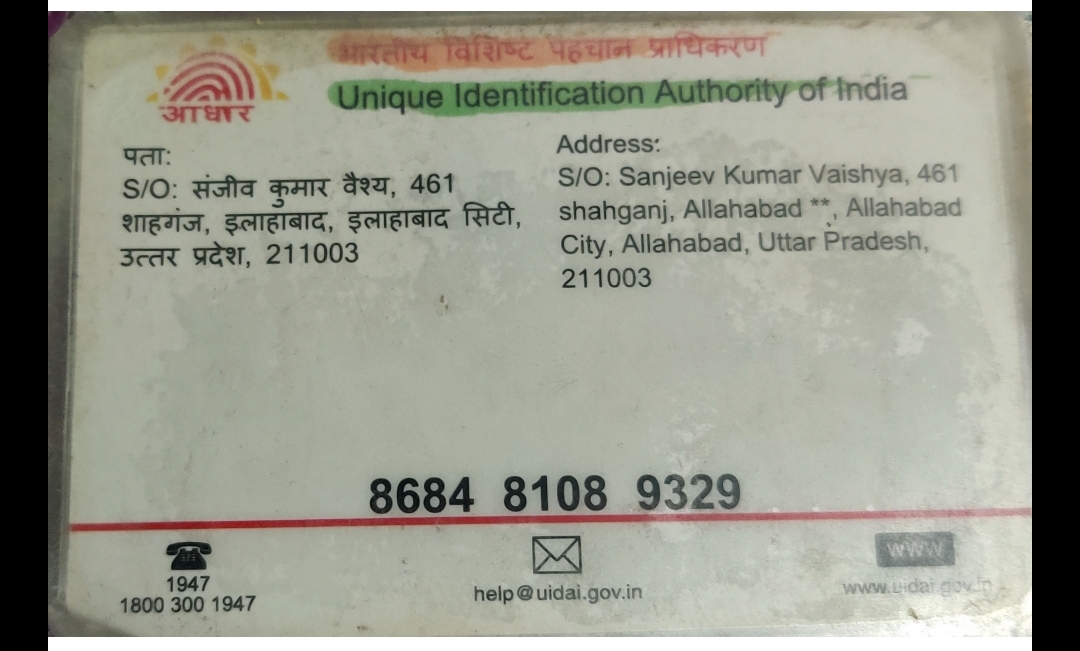 भारतीय विशिष्ट पहचान प्राधिकरण
Unique Identification Authority of India
आधार
पता:
S/O: संजीव कुमार वैश्य, 461
शाहगंज, इलाहाबाद, इलाहाबाद सिटी,
उत्तर प्रदेश, 211003
Address:
S/O: Sanjeev Kumar Vaishya, 461
shahganj, Allahabad **, Allahabad
City, Allahabad, Uttar Pradesh,
211003
8684 8108 9329
1947
1800 300 1947
help@uidai.gov.in
www
www.uidai.gov.in